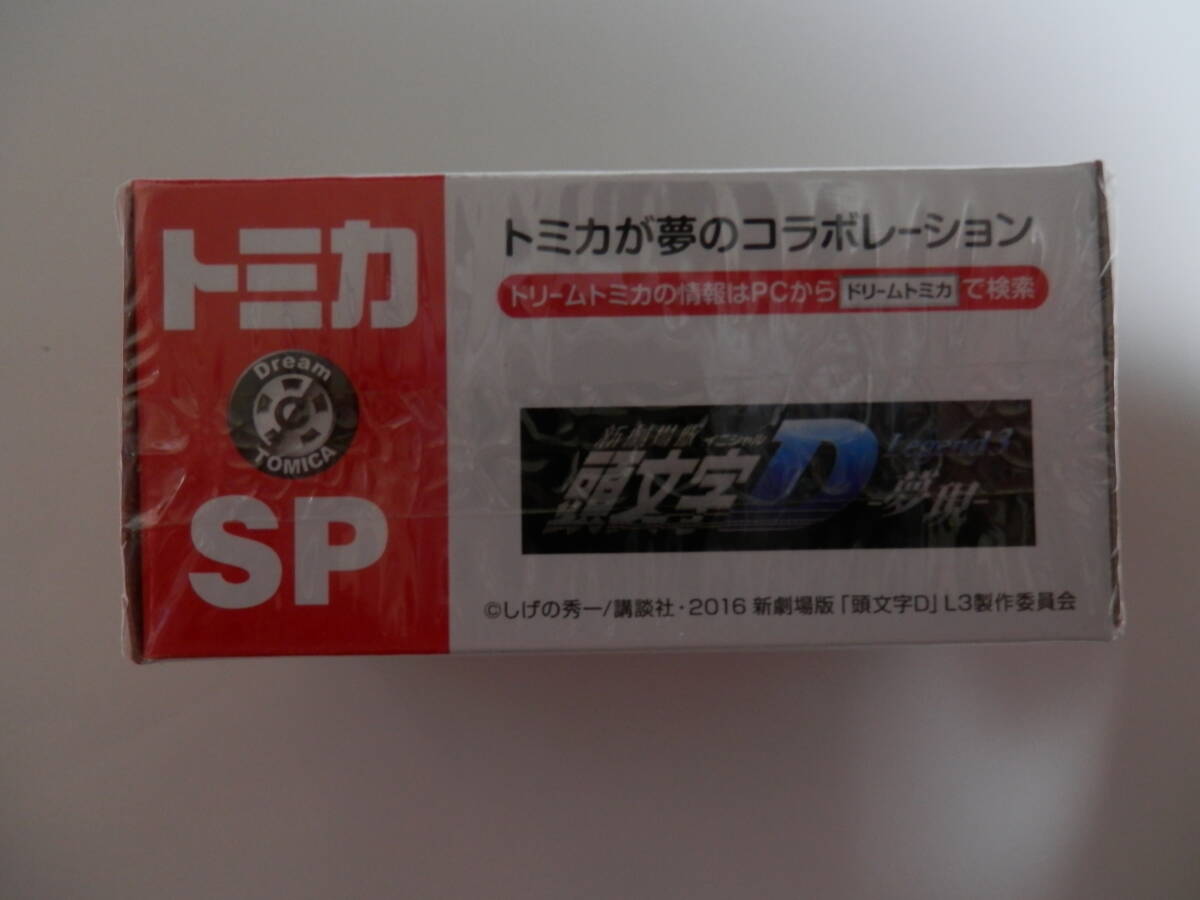 トミカ
Dream
TOMICA
SP
トミカが夢のコラボレーション
ドリームトミカの情報はPCから ドリームトミカ で検索
新劇場版 イニシャル
頭文字D
Legend3
-夢現-
©しげの秀一/講談社・2016 新劇場版「頭文字D」L3製作委員会